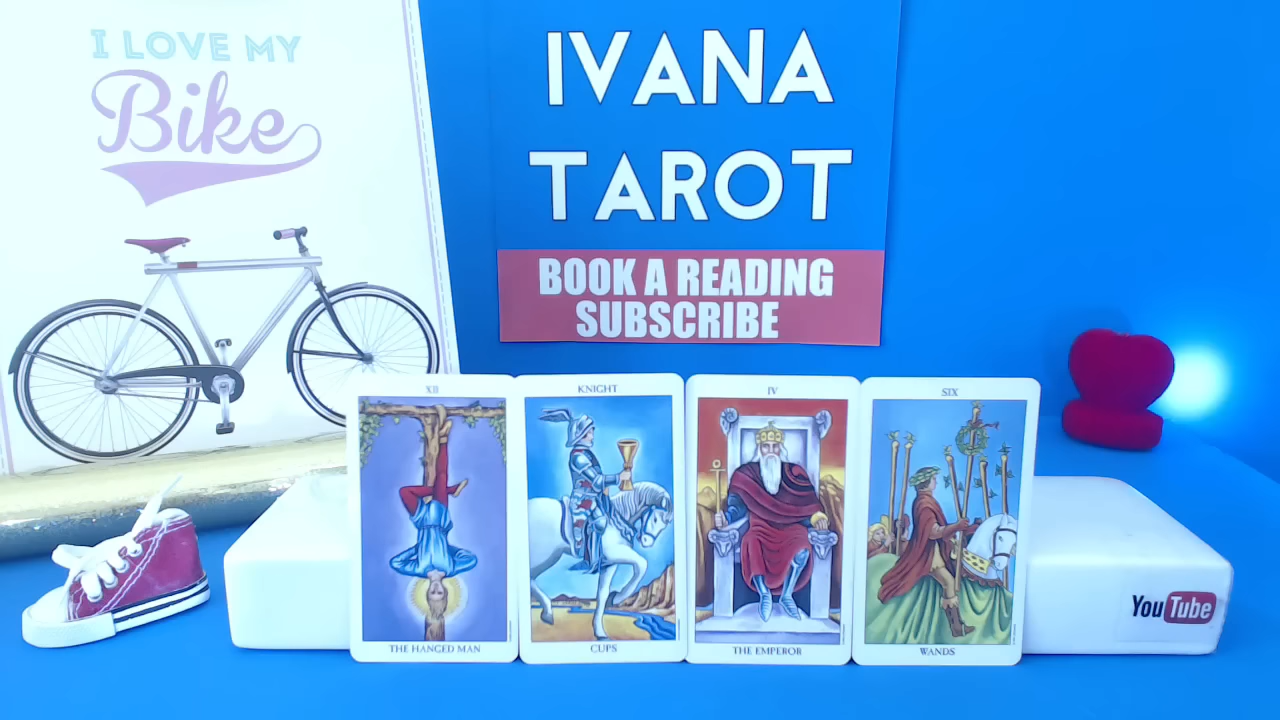 I LOVE MY
Bike
IVANA
TAROT
BOOK A READING
SUBSCRIBE
XII
THE HANGED MAN
KNIGHT
CUPS
IV
THE EMPEROR
SIX
WANDS
YouTube